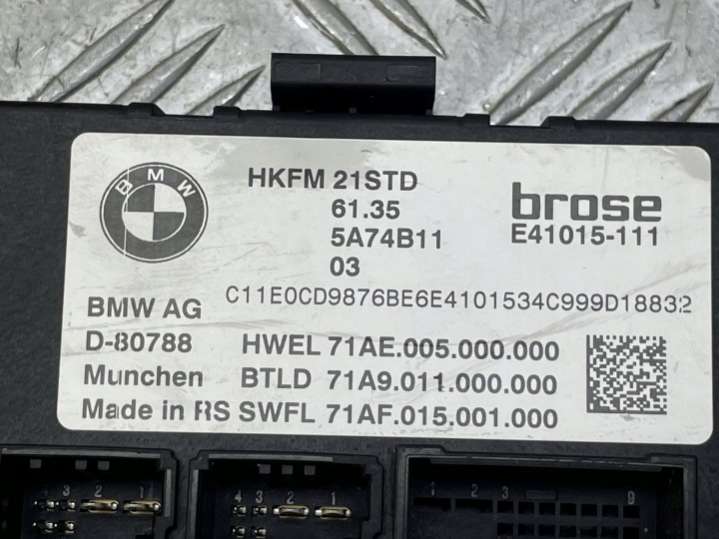 BMW
HKFM 21STD
61.35
5A74B11
03
brose
E41015-111
C11E0CD9876BE6E4101534C999D18832
BMW AG
D-80788
Munchen
Made in RS
HWEL 71AE.005.000.000
BTLD 71A9.011.000.000
SWFL 71AF.015.001.000
3 2 1
4 3 2 1
1 2 3 9